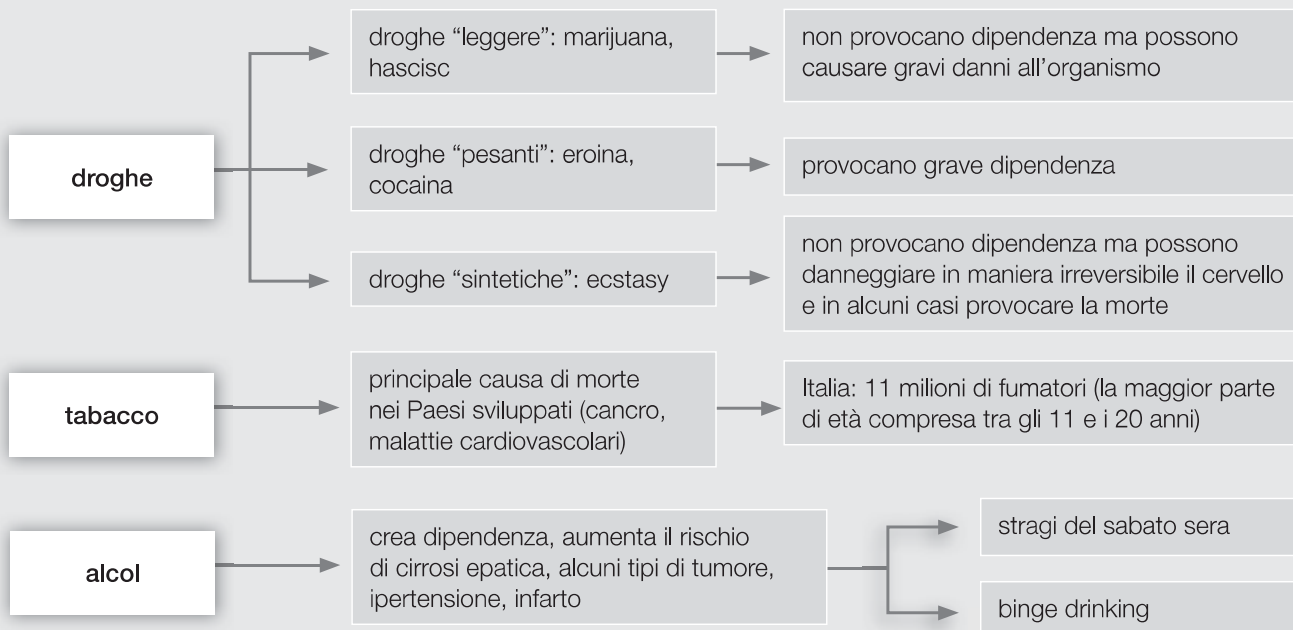 droghe
droghe “leggere”: marijuana,
hascisc
non provocano dipendenza ma possono
causare gravi danni all’organismo
droghe “pesanti”: eroina,
cocaina
provocano grave dipendenza
droghe “sintetiche”: ecstasy
non provocano dipendenza ma possono
danneggiare in maniera irreversibile il cervello
e in alcuni casi provocare la morte
tabacco
principale causa di morte
nei Paesi sviluppati (cancro,
malattie cardiovascolari)
Italia: 11 milioni di fumatori (la maggior parte
di età compresa tra gli 11 e i 20 anni)
alcol
crea dipendenza, aumenta il rischio
di cirrosi epatica, alcuni tipi di tumore,
ipertensione, infarto
stragi del sabato sera
binge drinking